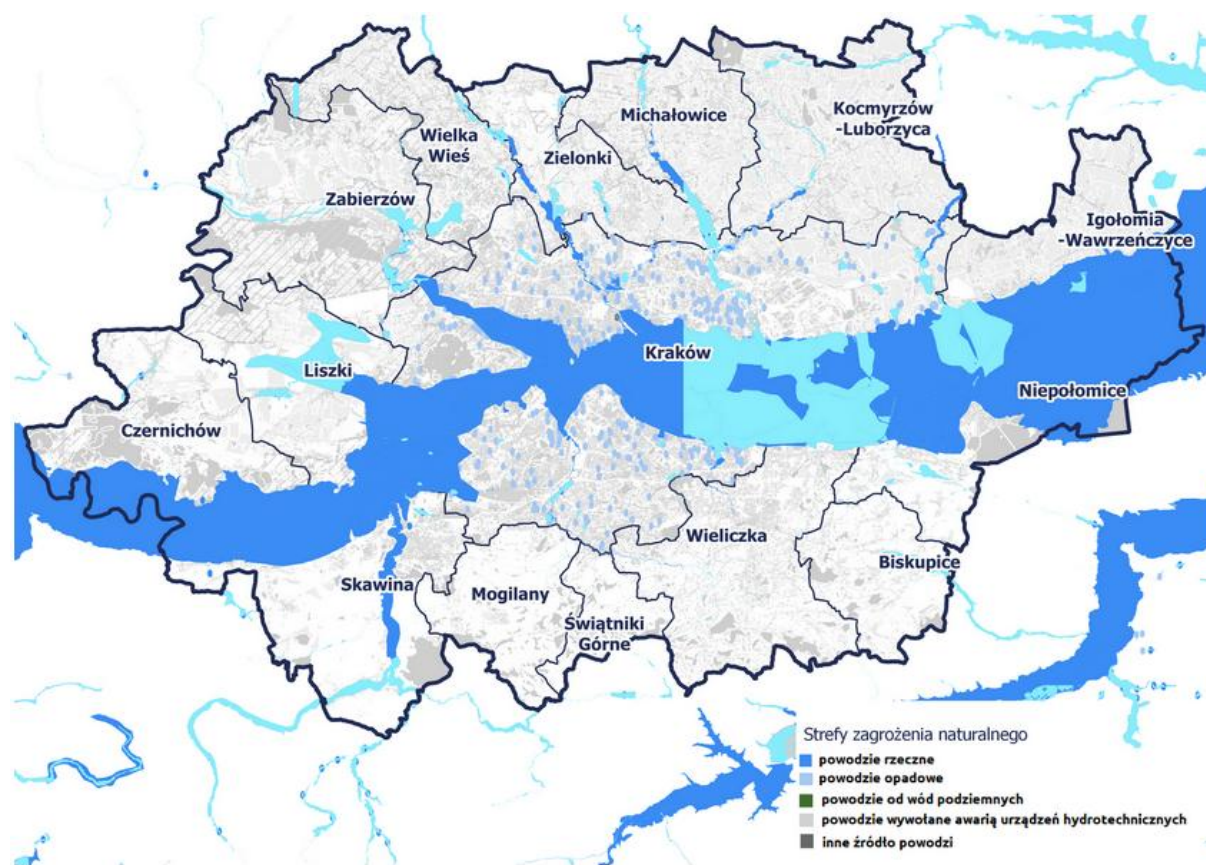 Michałowice
Kocmyrzów
-Luborzyca
Wielka
Wieś
Zielonki
Zabierzów
Igołomia
-Wawrzeńczyce
Kraków
Liszki
Niepołomice
Czernichów
Wieliczka
Biskupice
Skawina
Mogilany
Świątniki
Górne
Strefy zagrożenia naturalnego
powodzie rzeczne
powodzie opadowe
powodzie od wód podziemnych
powodzie wywołane awarią urządzeń hydrotechnicznych
inne źródło powodzi